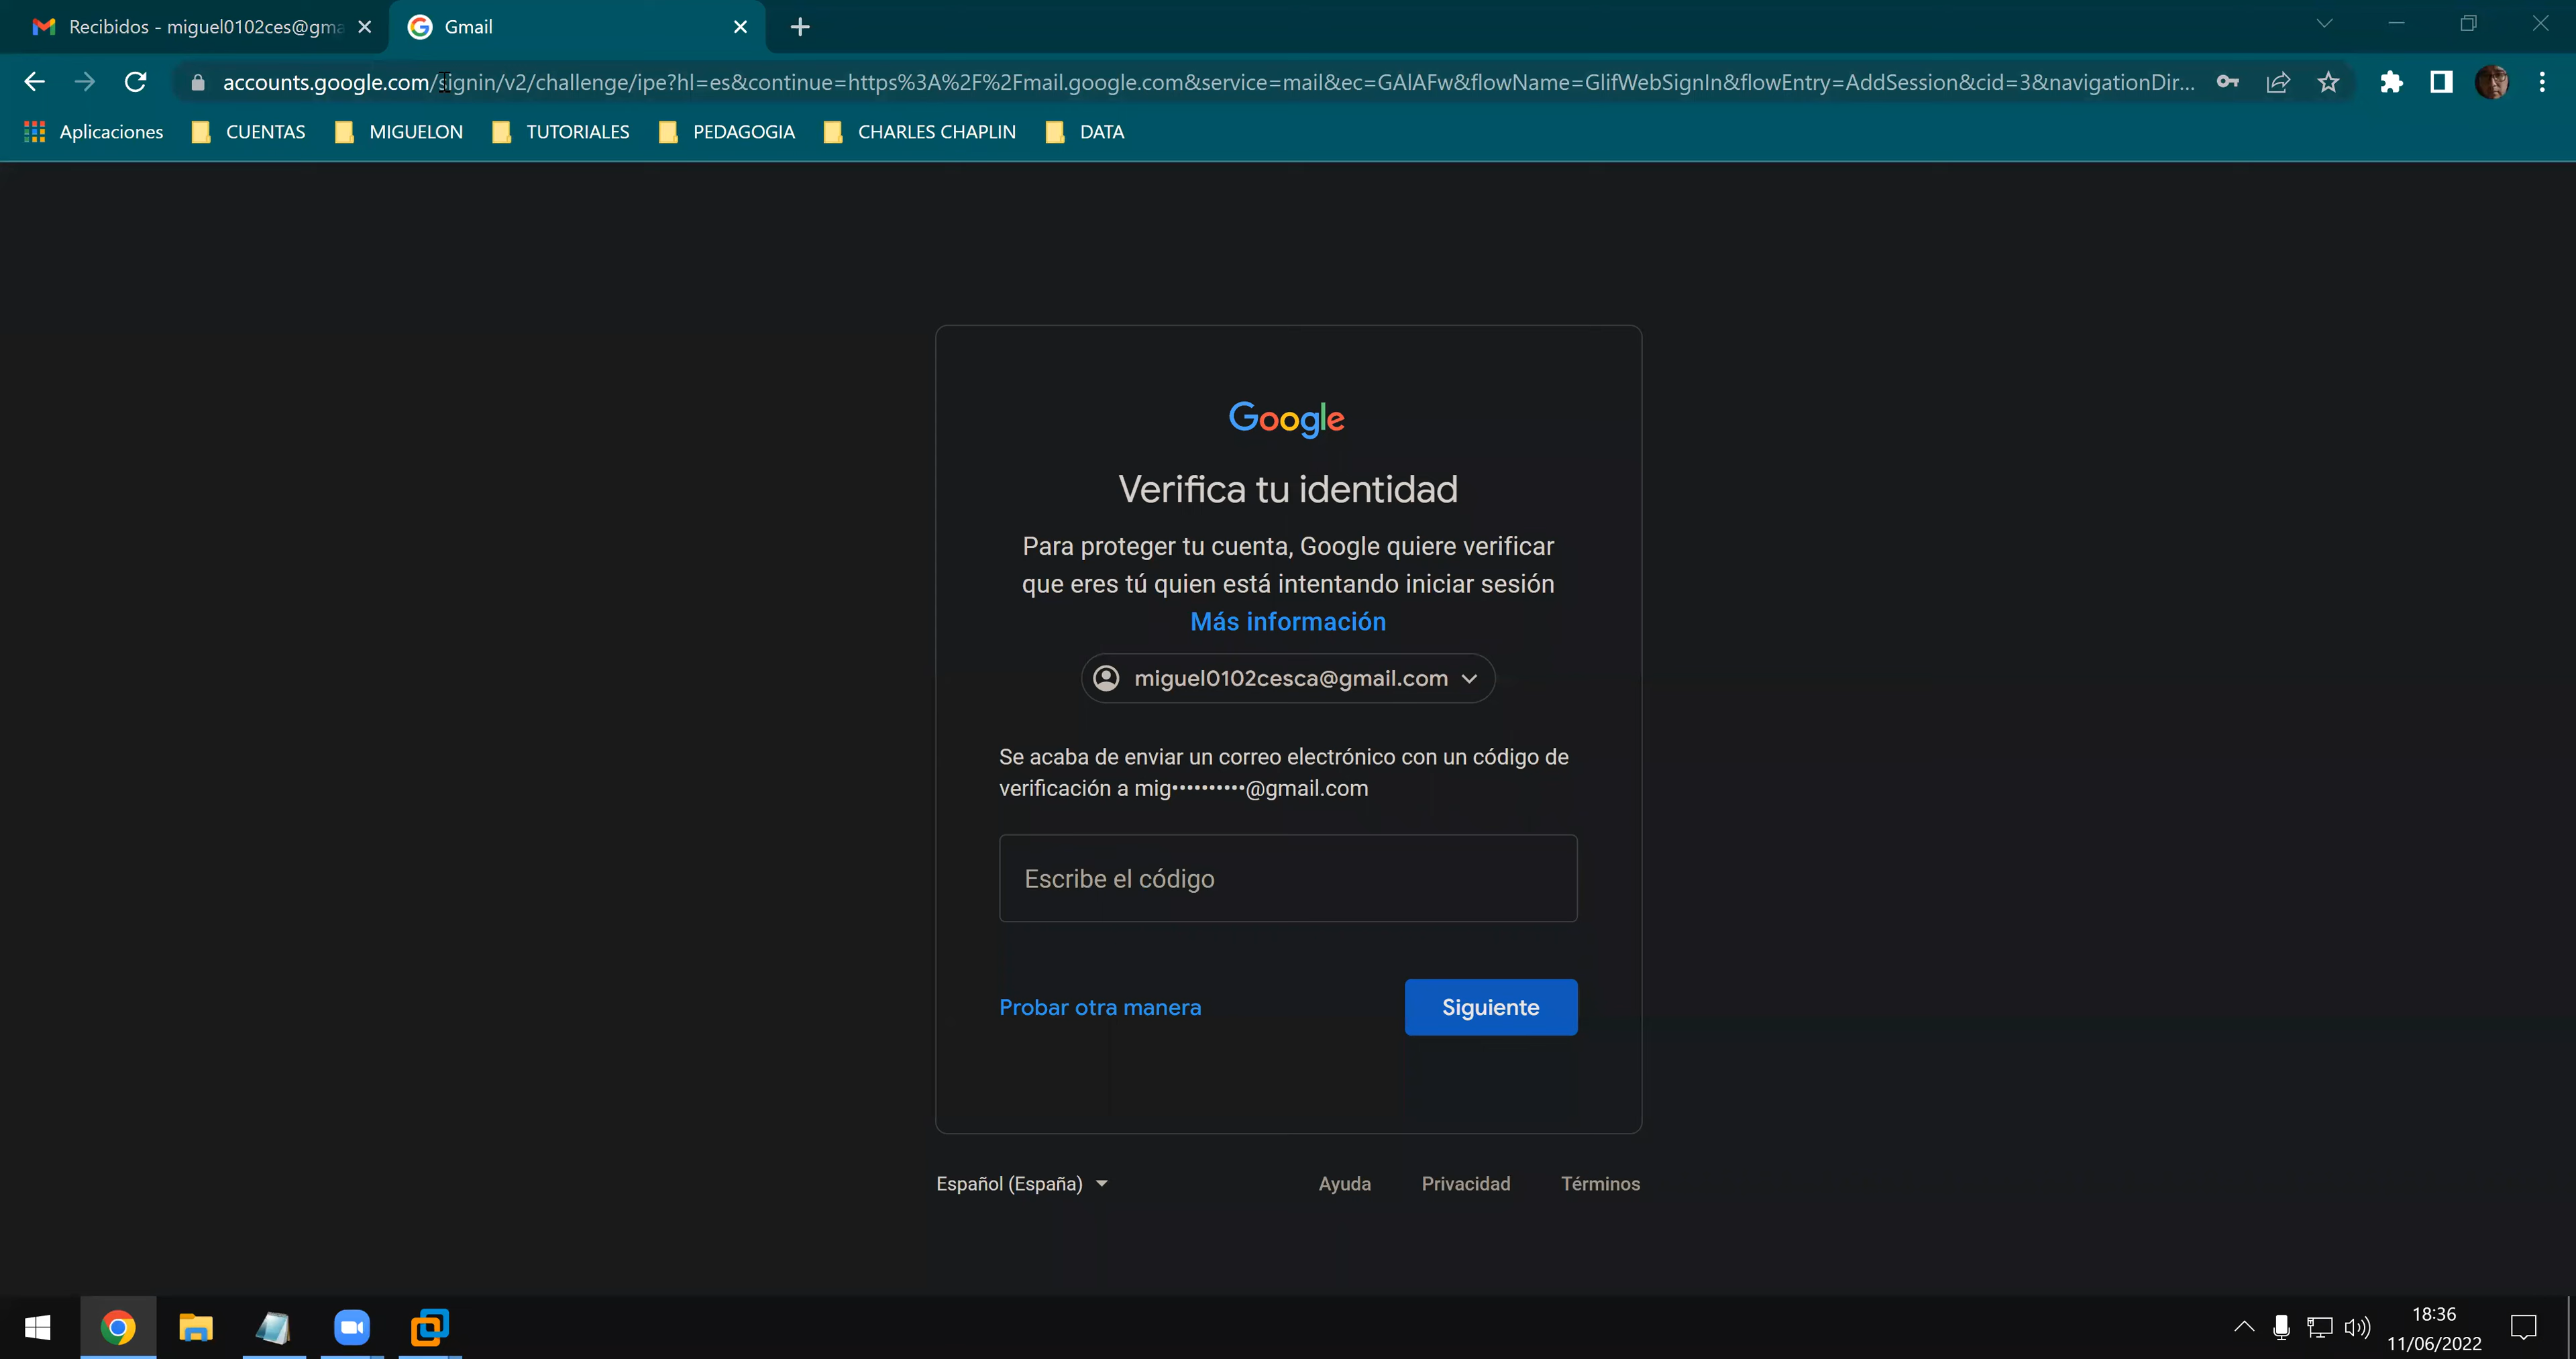 Recibidos - miguel0102ces@gma
Gmail
accounts.google.com/signin/v2/challenge/ipe?hl=es&continue=https%3A%2F%2Fmail.google.com&service=mail&ec=GAlAFw&flowName=GlifWebSignIn&flowEntry=AddSession&cid=3&navigationDir...
Aplicaciones CUENTAS MIGUELON TUTORIALES PEDAGOGIA CHARLES CHAPLIN DATA
Google
Verifica tu identidad
Para proteger tu cuenta, Google quiere verificar
que eres tú quien está intentando iniciar sesión
Más información
miguel0102cesca@gmail.com
Se acaba de enviar un correo electrónico con un código de
verificación a mig••••••••••@gmail.com
Escribe el código
Probar otra manera
Siguiente
Español (España)
Ayuda Privacidad Términos
18:36
11/06/2022